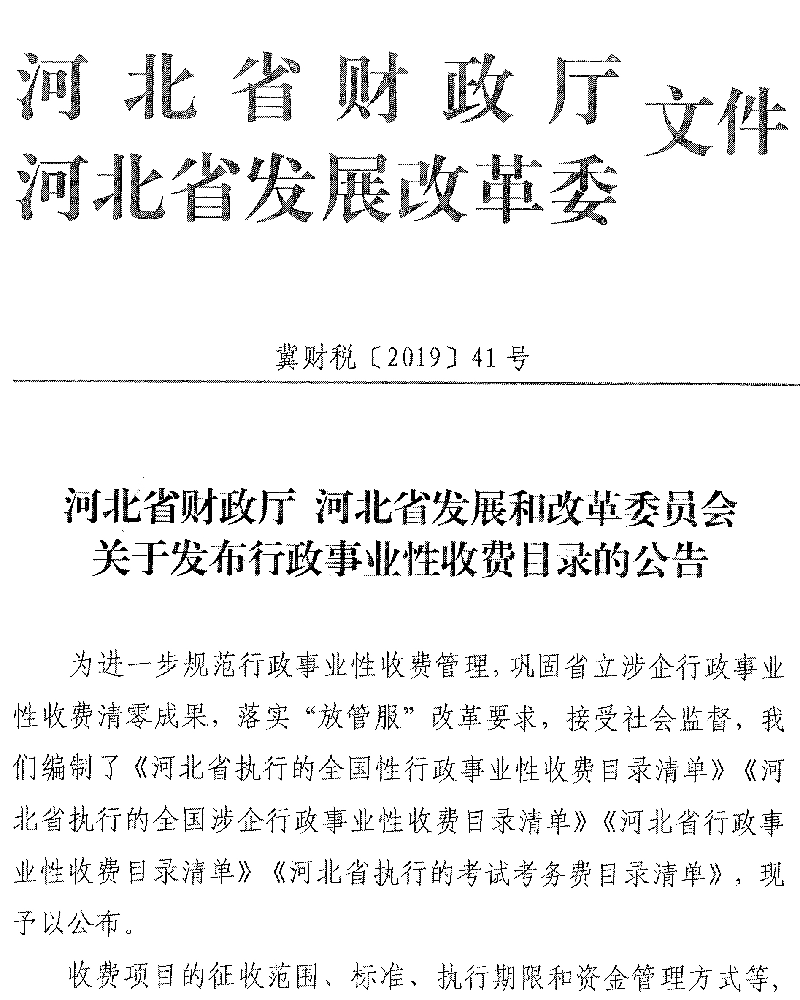 河北省财政厅
文件
河北省发展改革委
冀财税〔2019〕41号
河北省财政厅 河北省发展和改革委员会
关于发布行政事业性收费目录的公告
为进一步规范行政事业性收费管理，巩固省立涉企行政事业
性收费清零成果，落实“放管服”改革要求，接受社会监督，我
们编制了《河北省执行的全国性行政事业性收费目录清单》《河
北省执行的全国涉企行政事业性收费目录清单》《河北省行政事
业性收费目录清单》《河北省执行的考试考务费目录清单》，现
予以公布。
收费项目的征收范围、标准、执行期限和资金管理方式等，